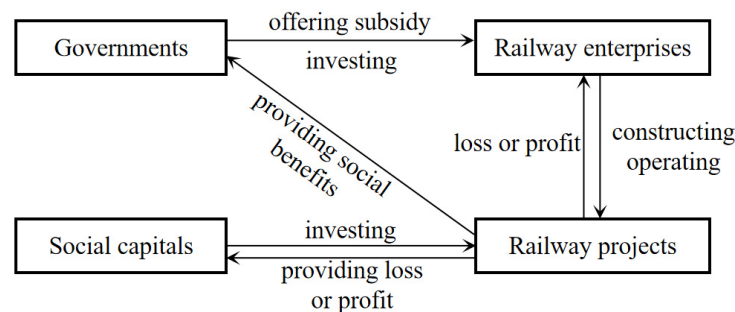 offering subsidy
Governments
Railway enterprises
investing
providing social
benefits
loss or profit
constructing
operating
Social capitals
investing
Railway projects
providing loss
or profit